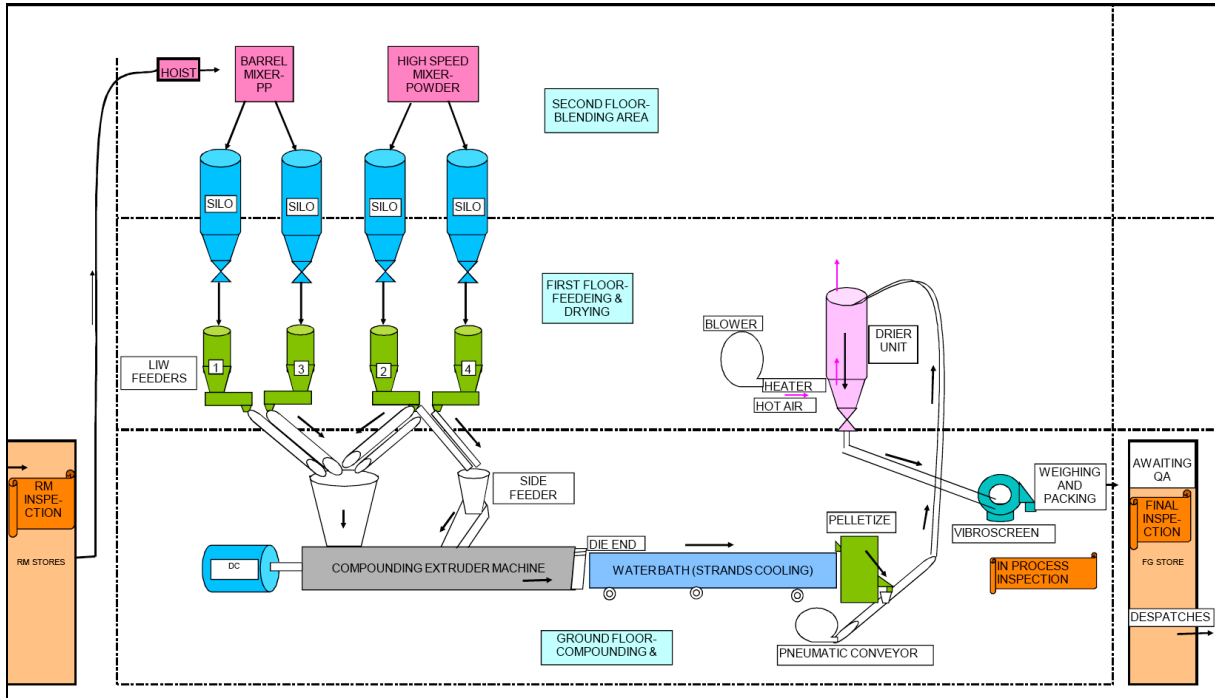 HOIST
BARREL
MIXER-
PP
HIGH SPEED
MIXER-
POWDER
SECOND FLOOR-
BLENDING AREA
SILO
SILO
SILO
SILO
FIRST FLOOR-
FEEDEING &
DRYING
BLOWER
DRIER
UNIT
LIW
FEEDERS
1
3
2
4
HEATER
HOT AIR
RM
INSPE-
CTION
RM STORES
SIDE
FEEDER
WEIGHING
AND
PACKING
AWAITING
QA
FINAL
INSPE-
CTION
PELLETIZE
VIBROSCREEN
DIE END
DC
COMPOUNDING EXTRUDER MACHINE
WATER BATH (STRANDS COOLING)
IN PROCESS
INSPECTION
FG STORE
DESPATCHES
GROUND FLOOR-
COMPOUNDING &
PNEUMATIC CONVEYOR